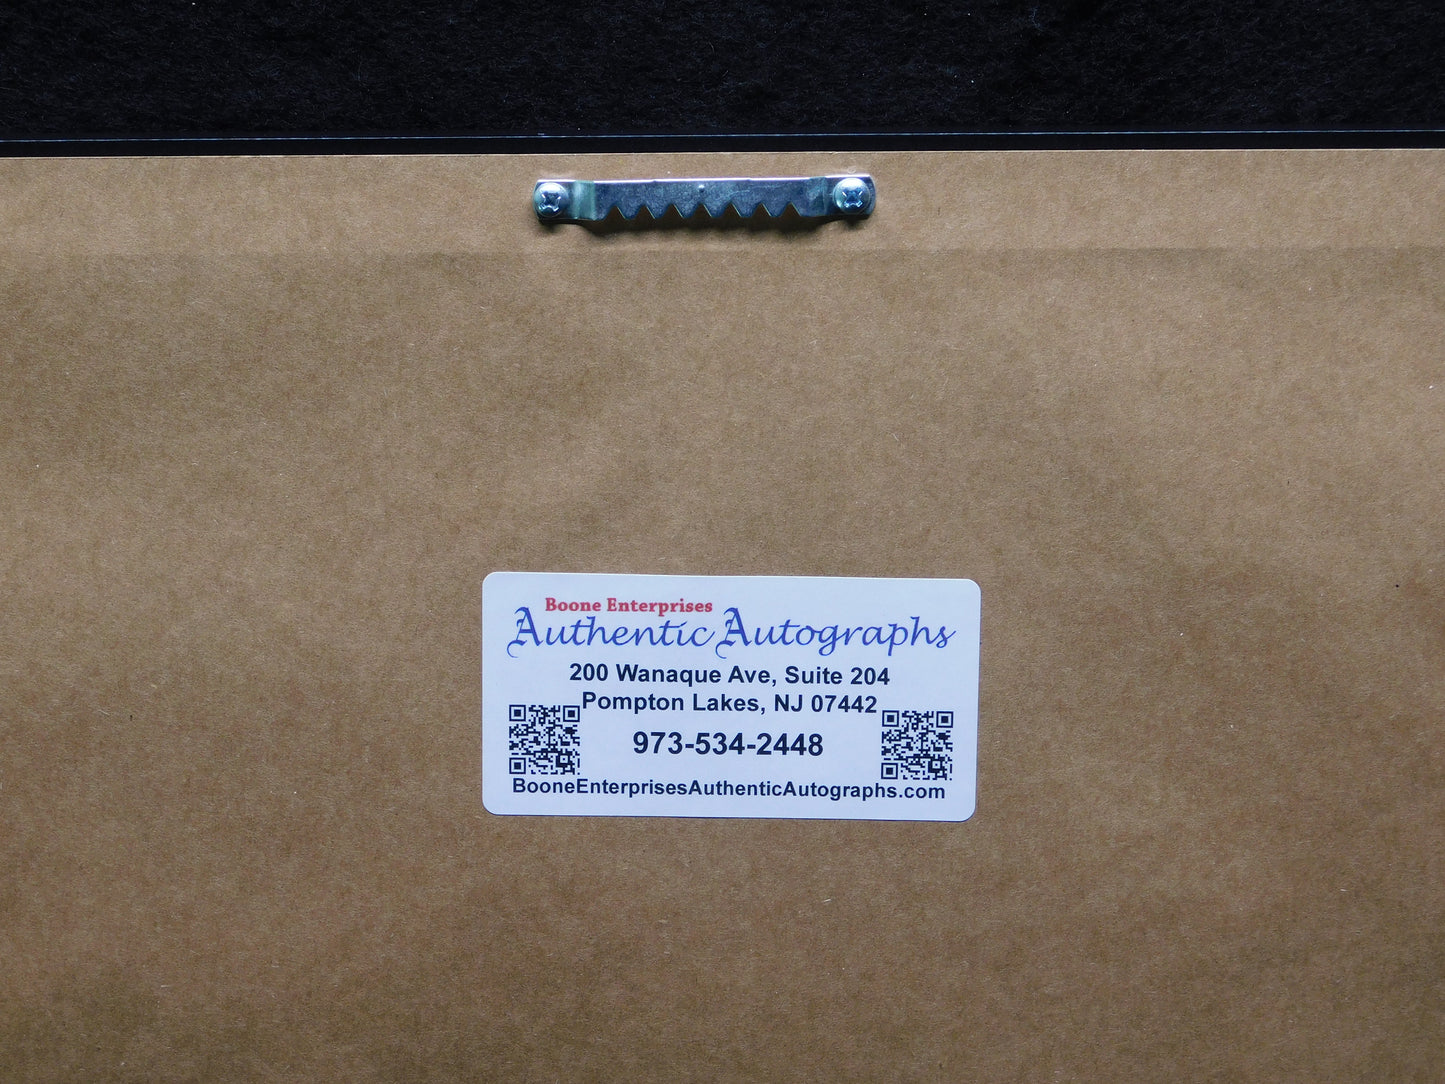 Boone Enterprises
Authentic Autographs
200 Wanaque Ave, Suite 204
Pompton Lakes, NJ 07442
973-534-2448
BooneEnterprisesAuthenticAutographs.com